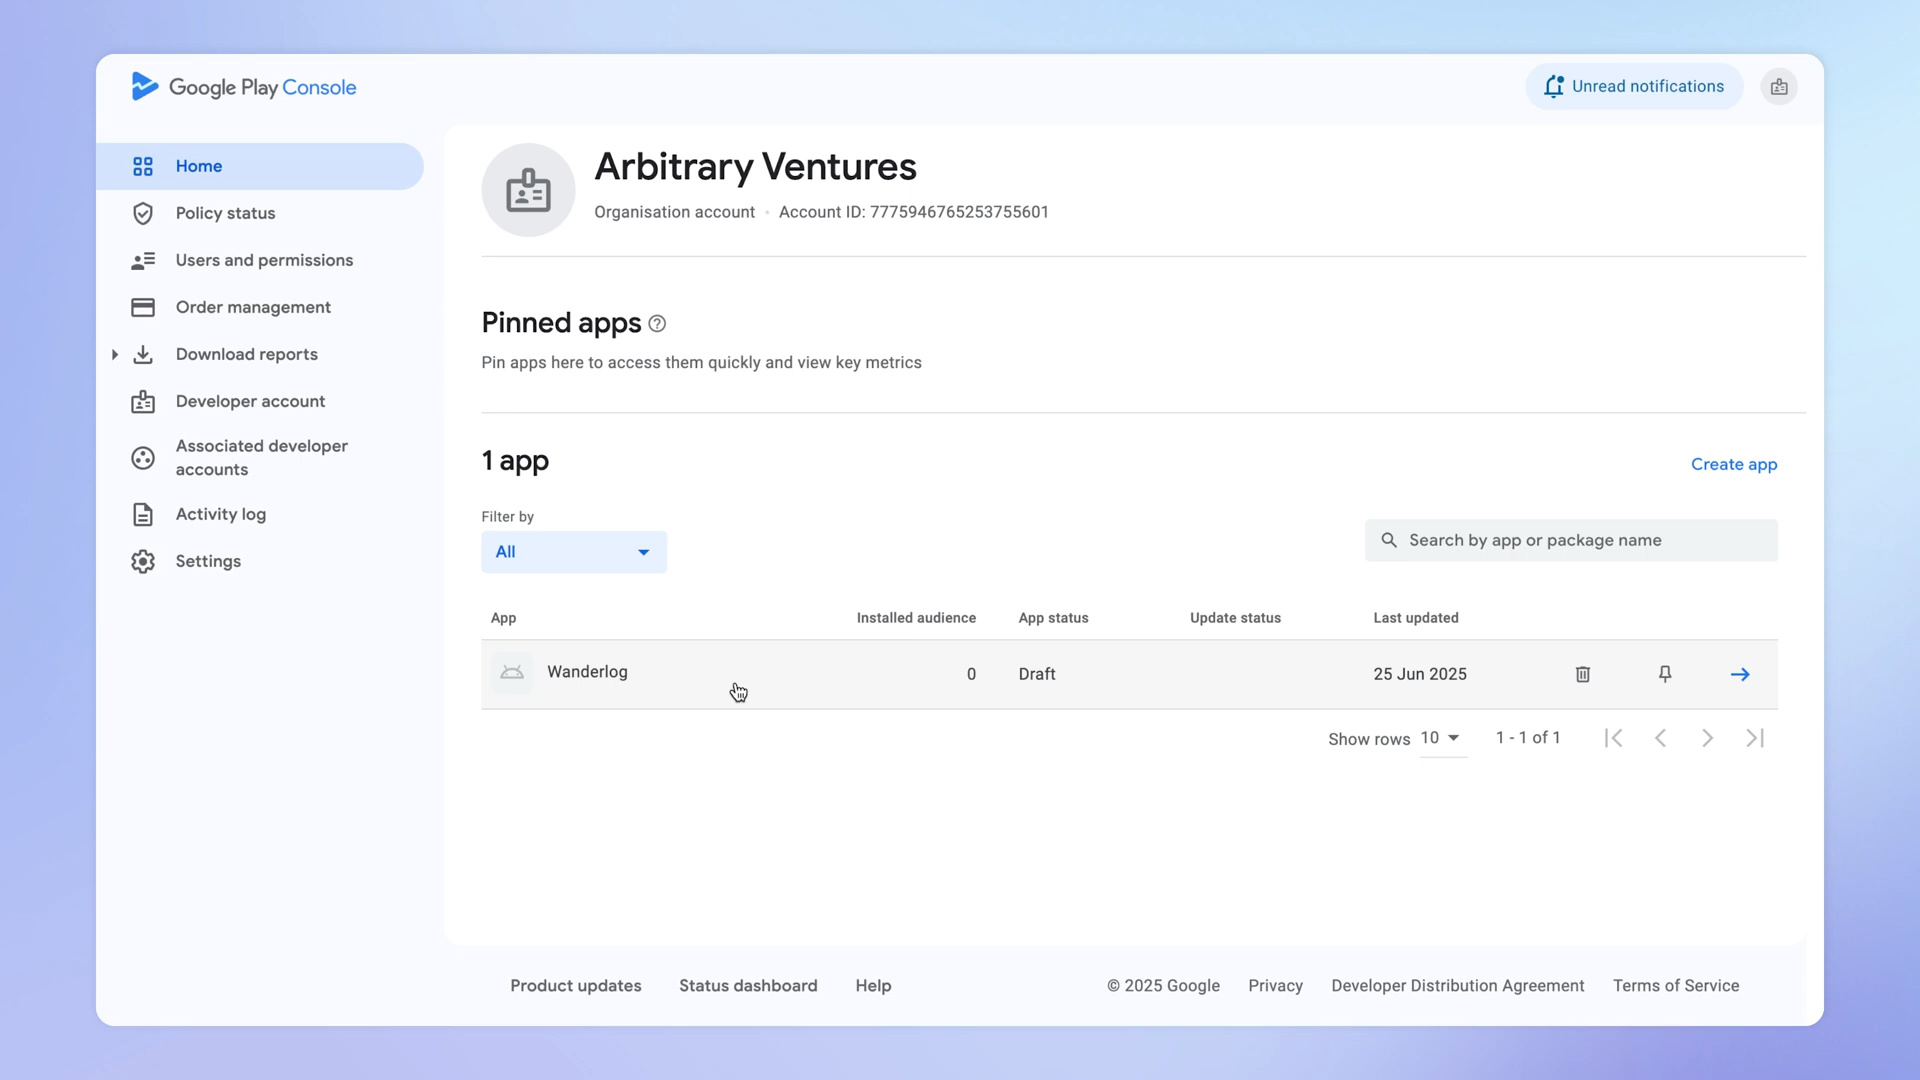 Google Play Console
Unread notifications
Home
Policy status
Users and permissions
Order management
Download reports
Developer account
Associated developer
accounts
Activity log
Settings
Arbitrary Ventures
Organisation account · Account ID: 7775946765253755601
Pinned apps
Pin apps here to access them quickly and view key metrics
1 app
Create app
Filter by
All
Search by app or package name
App Installed audience App status Update status Last updated
Wanderlog 0 Draft 25 Jun 2025
Show rows 10 1 - 1 of 1
Product updates Status dashboard Help © 2025 Google Privacy Developer Distribution Agreement Terms of Service